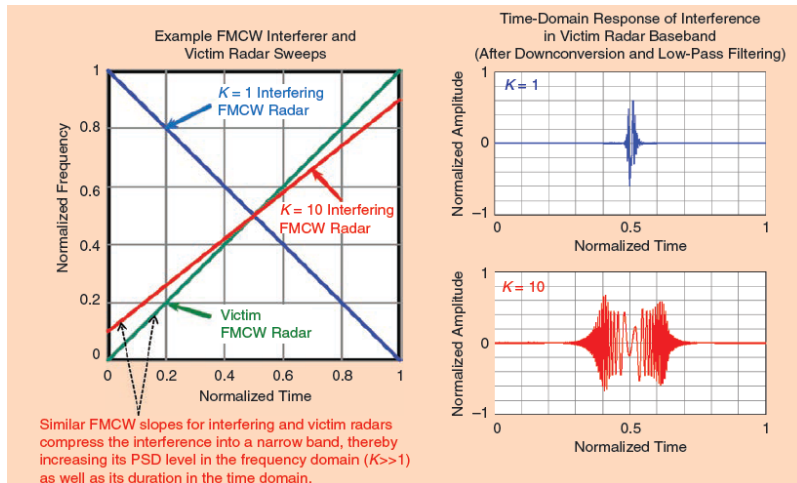 Example FMCW Interferer and
Victim Radar Sweeps
1
0.8
0.6
0.4
0.2
0
Normalized Frequency
K = 1 Interfering
FMCW Radar
K = 10 Interfering
FMCW Radar
Victim
FMCW Radar
0 0.2 0.4 0.6 0.8 1
Normalized Time
Similar FMCW slopes for interfering and victim radars
compress the interference into a narrow band, thereby
increasing its PSD level in the frequency domain (K>>1)
as well as its duration in the time domain.
Time-Domain Response of Interference
in Victim Radar Baseband
(After Downconversion and Low-Pass Filtering)
Normalized Amplitude
1
0
–1
K = 1
0 0.5 1
Normalized Time
Normalized Amplitude
1
0
–1
K = 10
0 0.5 1
Normalized Time